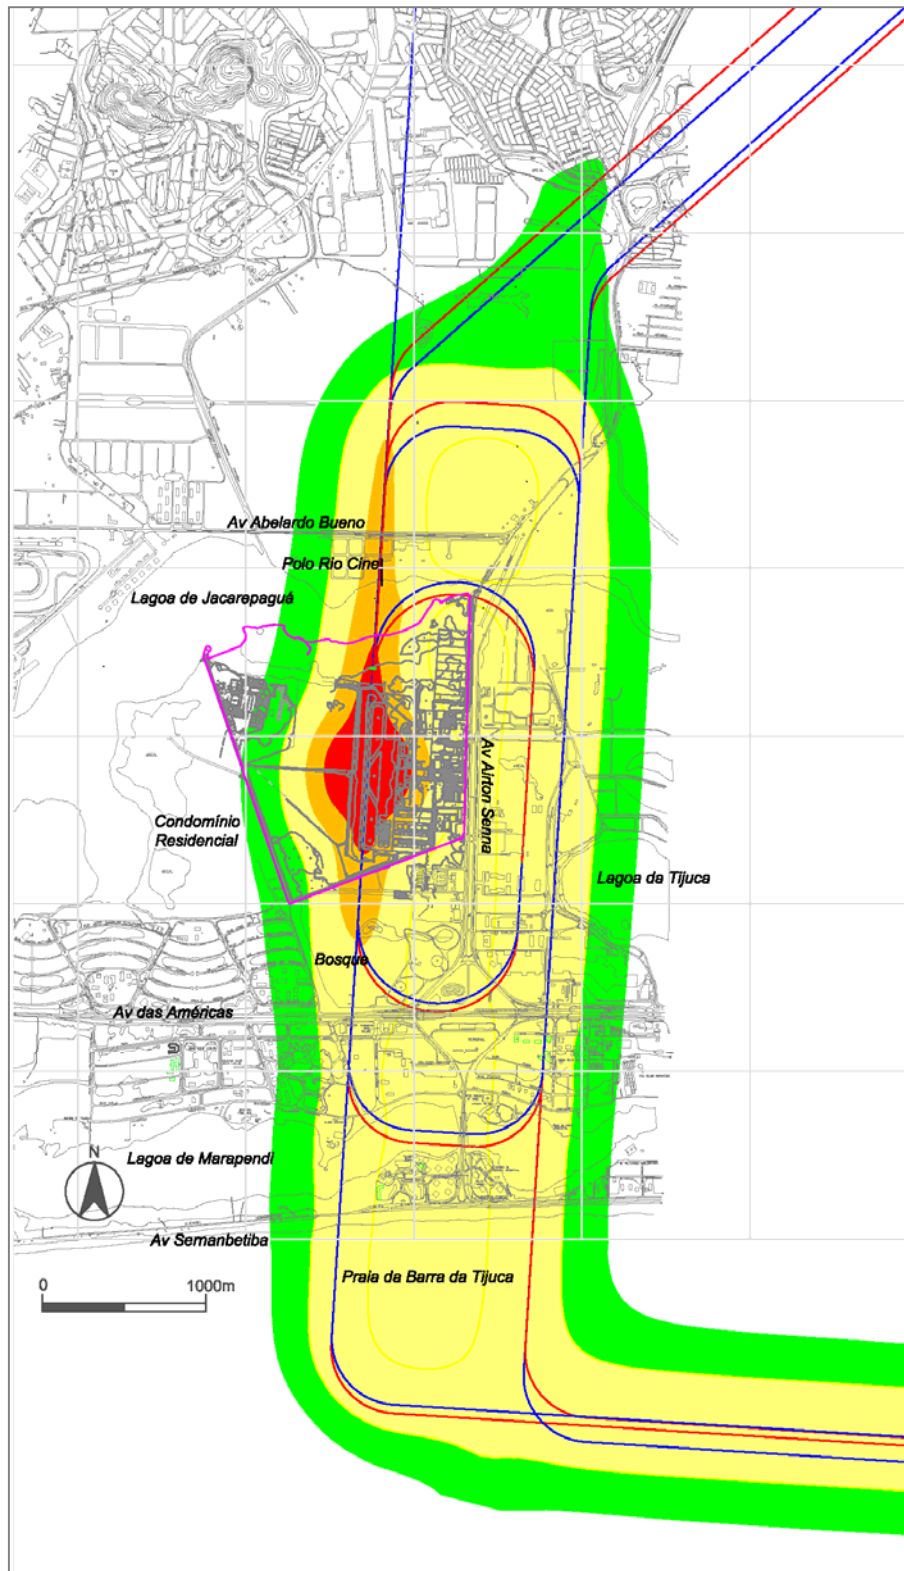 Av Abelardo Bueno
Polo Rio Cine
Lagoa de Jacarepaguá
Av Airton Senna
Condomínio
Residencial
Lagoa da Tijuca
Bosque
Av das Américas
Lagoa de Marapendi
N
Av Semanbetiba
0 1000m
Praia da Barra da Tijuca